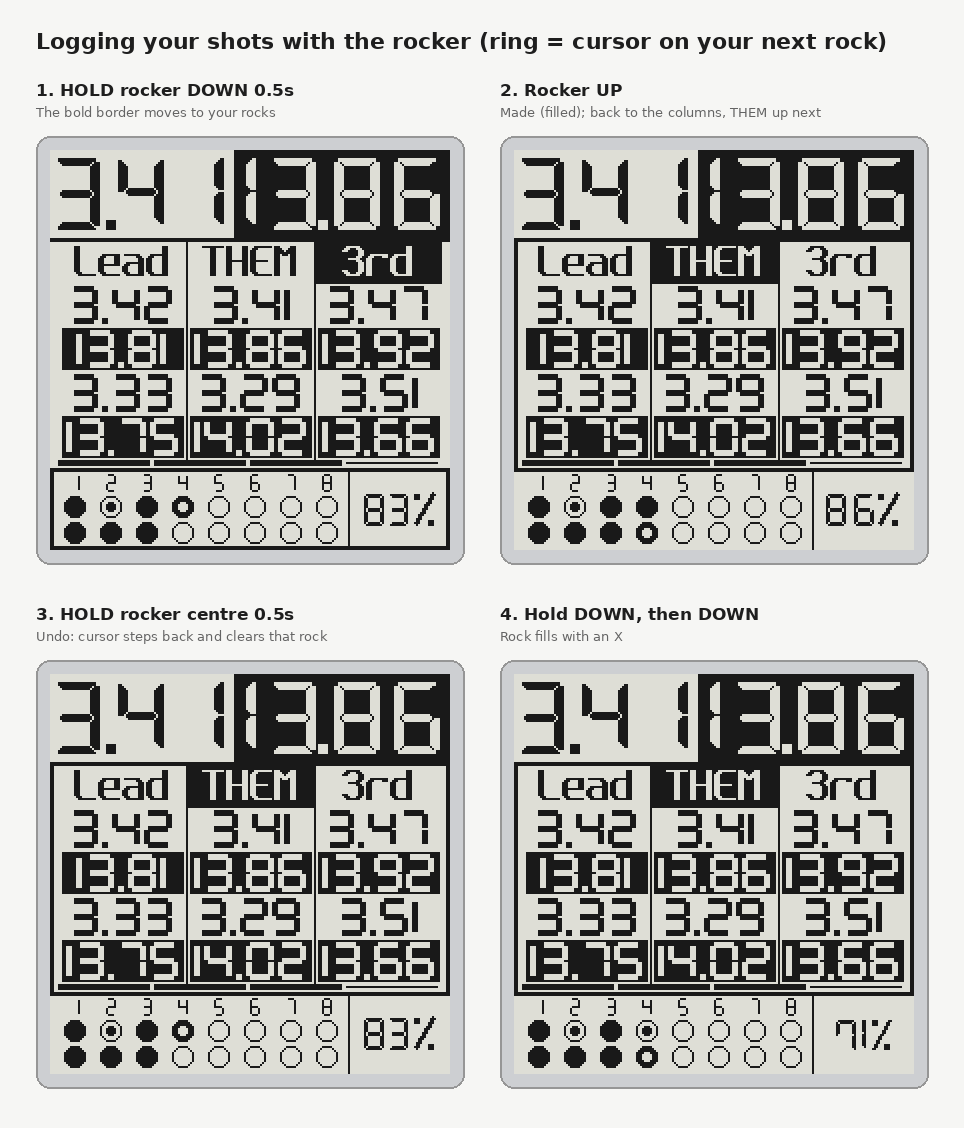 Logging your shots with the rocker (ring = cursor on your next rock)
1. HOLD rocker DOWN 0.5s
The bold border moves to your rocks
3.41 13.86
Lead THEM 3rd
3.42 3.41 3.47
13.81 13.86 13.92
3.33 3.29 3.51
13.75 14.02 13.66
1 2 3 4 5 6 7 8
83%
2. Rocker UP
Made (filled); back to the columns, THEM up next
3.41 13.86
Lead THEM 3rd
3.42 3.41 3.47
13.81 13.86 13.92
3.33 3.29 3.51
13.75 14.02 13.66
1 2 3 4 5 6 7 8
86%
3. HOLD rocker centre 0.5s
Undo: cursor steps back and clears that rock
3.41 13.86
Lead THEM 3rd
3.42 3.41 3.47
13.81 13.86 13.92
3.33 3.29 3.51
13.75 14.02 13.66
1 2 3 4 5 6 7 8
83%
4. Hold DOWN, then DOWN
Rock fills with an X
3.41 13.86
Lead THEM 3rd
3.42 3.41 3.47
13.81 13.86 13.92
3.33 3.29 3.51
13.75 14.02 13.66
1 2 3 4 5 6 7 8
71%